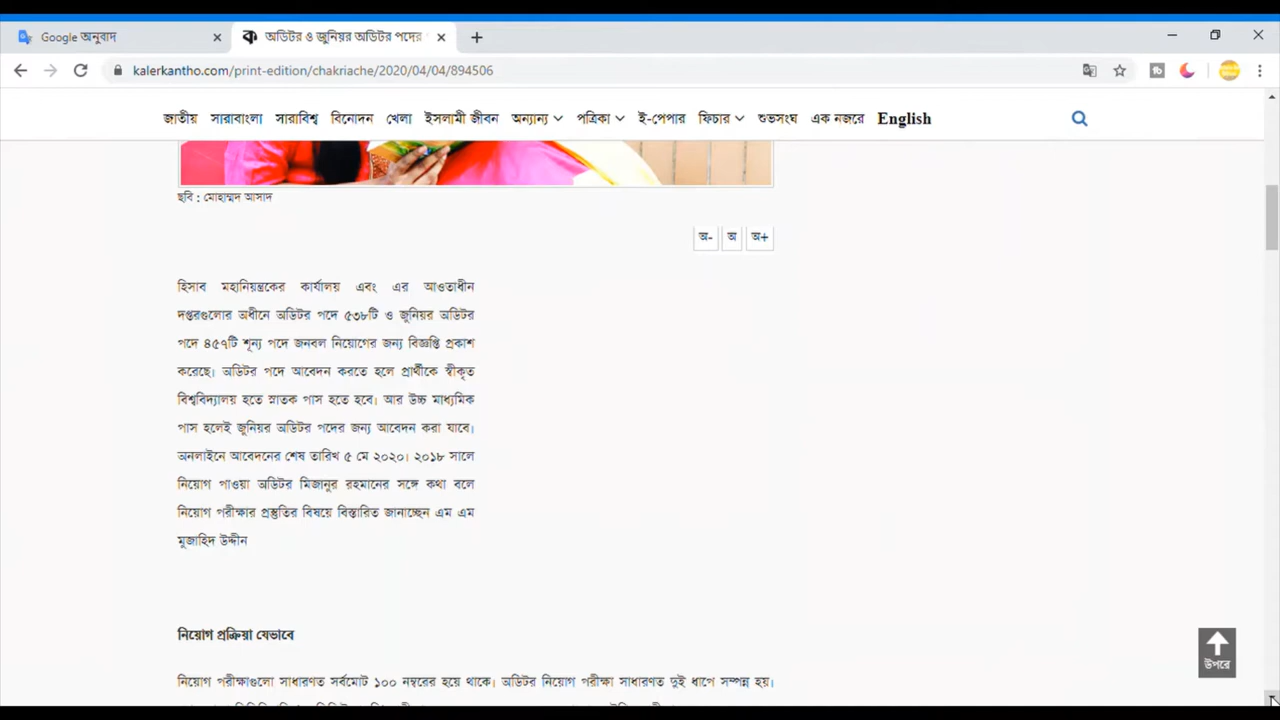 Google অনুবাদ
অডিটর ও জুনিয়র অডিটর পদের
kalerkantho.com/print-edition/chakriache/2020/04/04/894506
জাতীয় সারাবাংলা সারাবিশ্ব বিনোদন খেলা ইসলামী জীবন অন্যান্য পত্রিকা ই-পেপার ফিচার শুভসংঘ এক নজরে English
ছবি : মোহাম্মদ আসাদ
অ- অ অ+
হিসাব মহানিয়ন্ত্রকের কার্যালয় এবং এর আওতাধীন
দপ্তরগুলোর অধীনে অডিটর পদে ৫৩৮টি ও জুনিয়র অডিটর
পদে ৪৫৭টি শূন্য পদে জনবল নিয়োগের জন্য বিজ্ঞপ্তি প্রকাশ
করেছে। অডিটর পদে আবেদন করতে হলে প্রার্থীকে স্বীকৃত
বিশ্ববিদ্যালয় হতে স্নাতক পাস হতে হবে। আর উচ্চ মাধ্যমিক
পাস হলেই জুনিয়র অডিটর পদের জন্য আবেদন করা যাবে।
অনলাইনে আবেদনের শেষ তারিখ ৫ মে ২০২০। ২০১৮ সালে
নিয়োগ পাওয়া অডিটর মিজানুর রহমানের সঙ্গে কথা বলে
নিয়োগ পরীক্ষার প্রস্তুতির বিষয়ে বিস্তারিত জানাচ্ছেন এম এম
মুজাহিদ উদ্দীন
নিয়োগ প্রক্রিয়া যেভাবে
উপরে
নিয়োগ পরীক্ষাগুলো সাধারণত সর্বমোট ১০০ নম্বরের হয়ে থাকে। অডিটর নিয়োগ পরীক্ষা সাধারণত দুই ধাপে সম্পন্ন হয়।